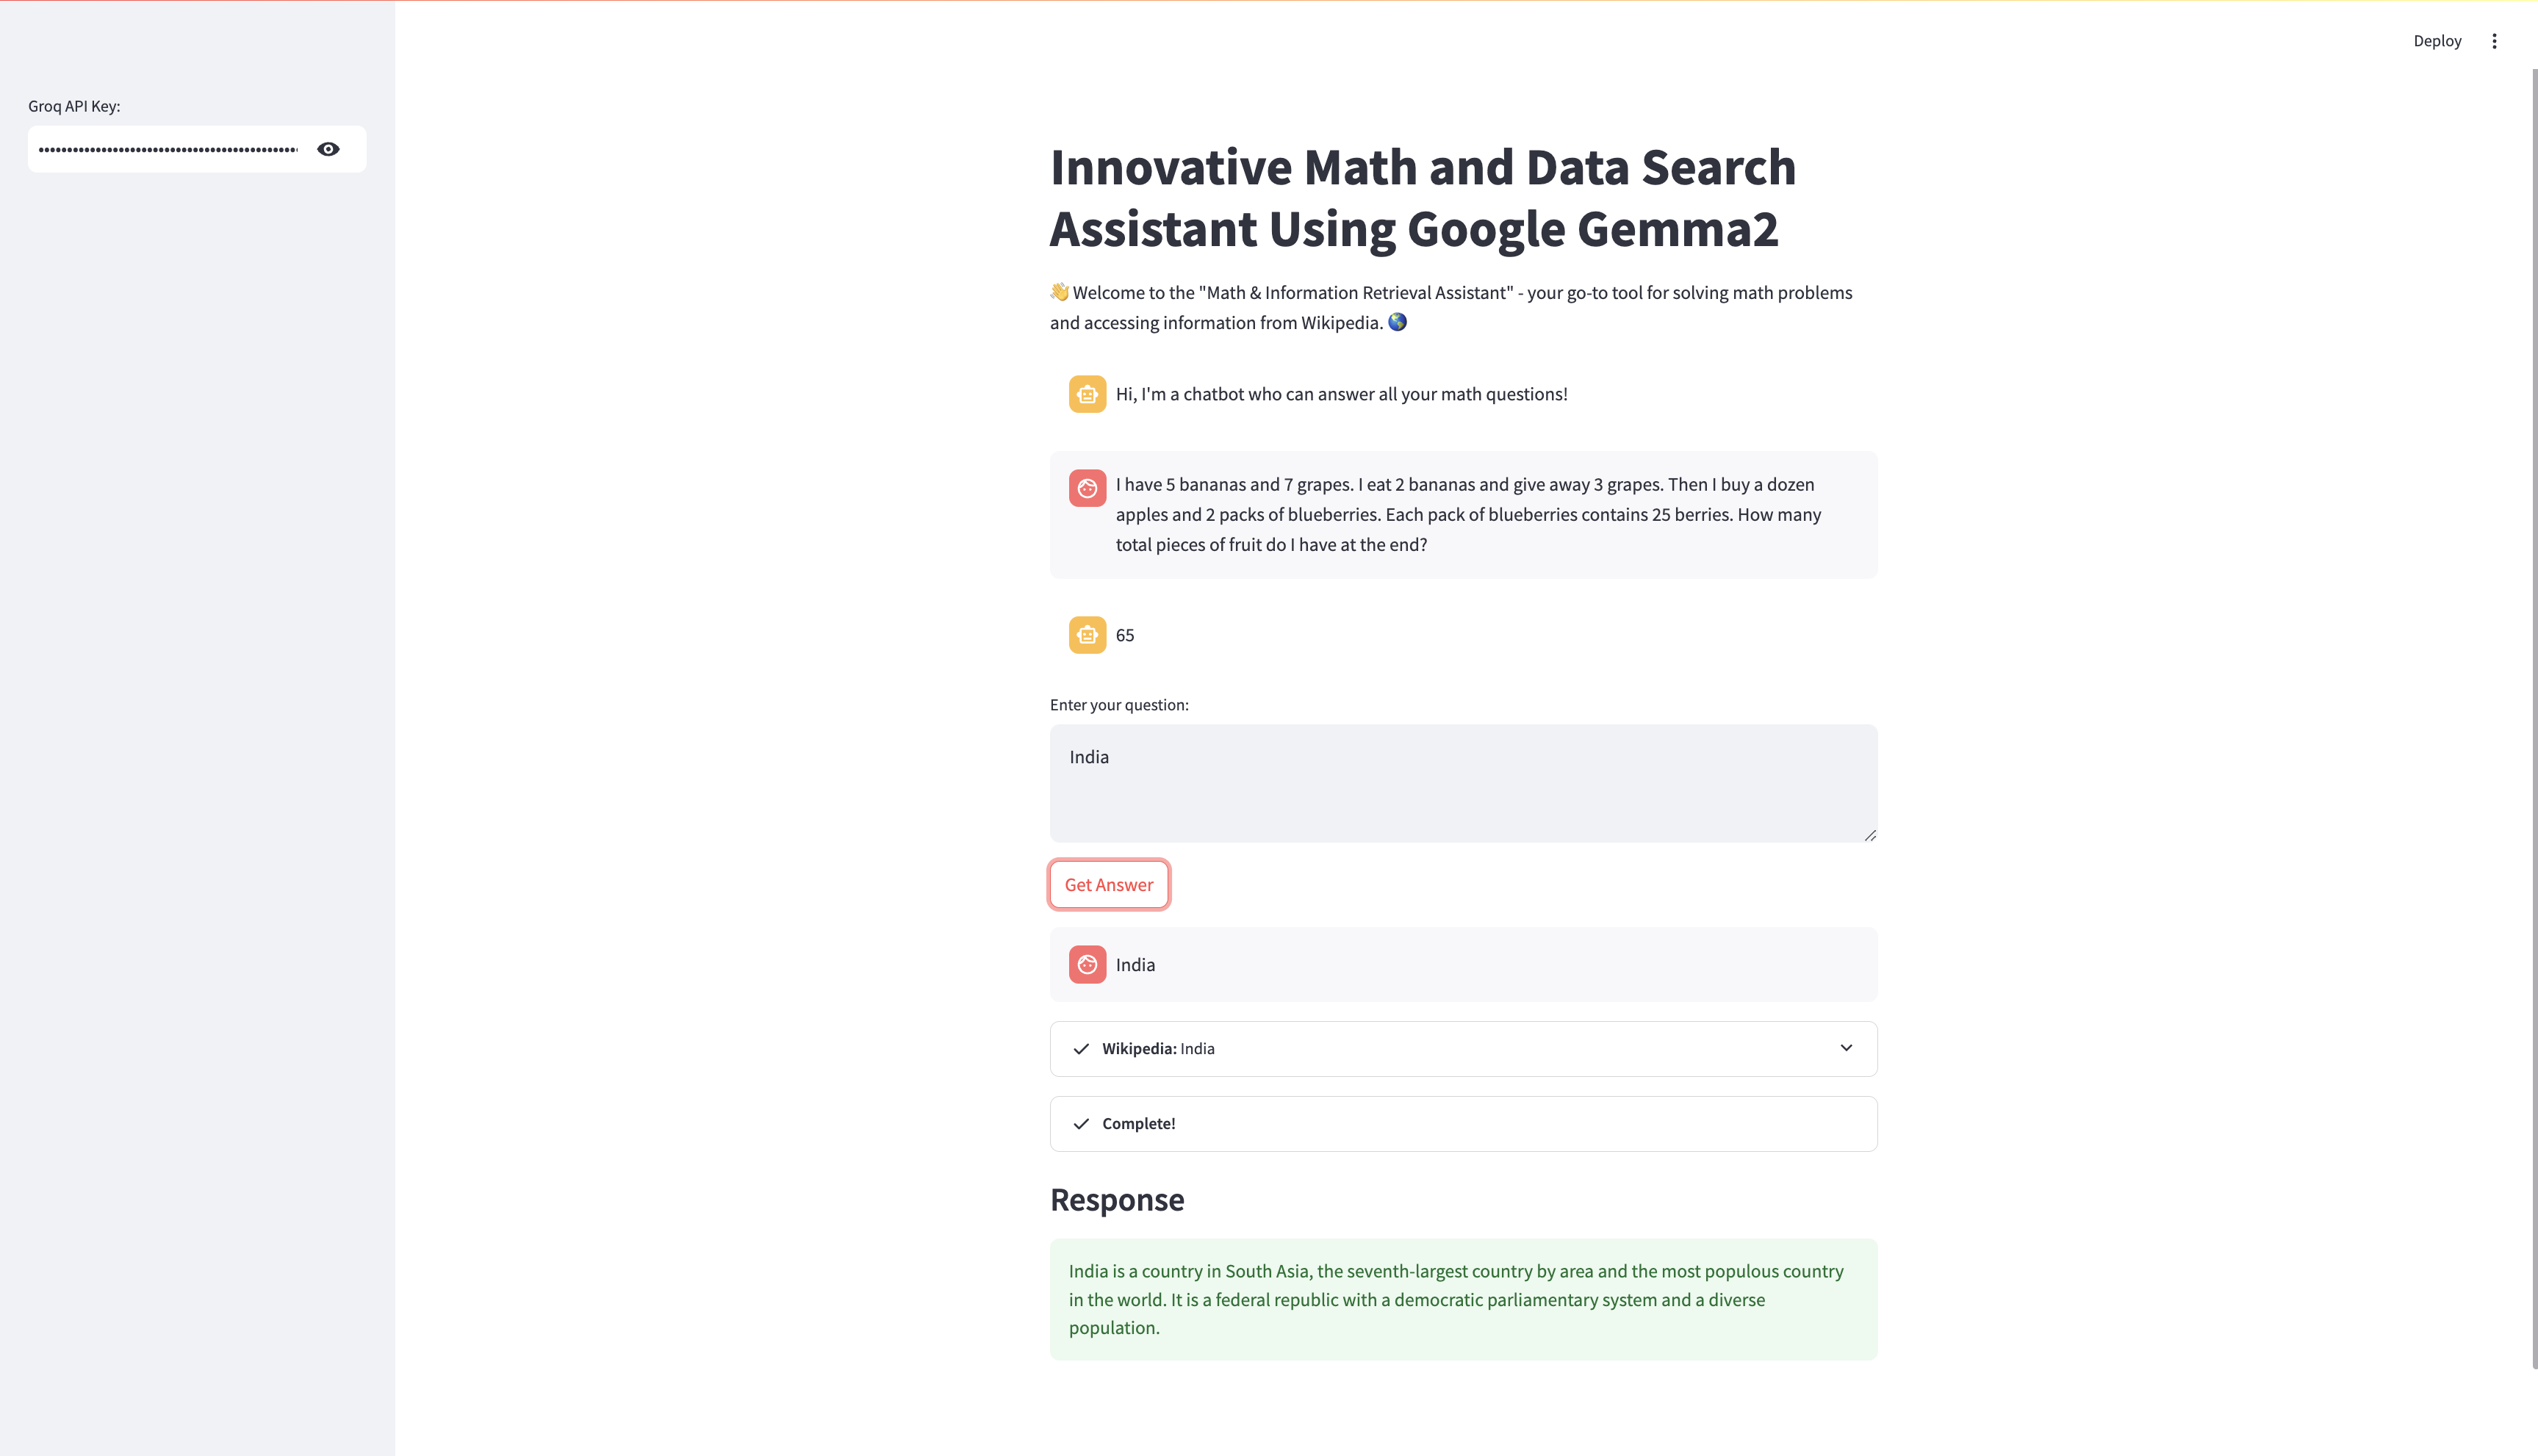 Deploy
Groq API Key:
Innovative Math and Data Search
Assistant Using Google Gemma2
👋 Welcome to the "Math & Information Retrieval Assistant" - your go-to tool for solving math problems
and accessing information from Wikipedia. 🌎
Hi, I'm a chatbot who can answer all your math questions!
I have 5 bananas and 7 grapes. I eat 2 bananas and give away 3 grapes. Then I buy a dozen
apples and 2 packs of blueberries. Each pack of blueberries contains 25 berries. How many
total pieces of fruit do I have at the end?
65
Enter your question:
India
Get Answer
India
Wikipedia: India
Complete!
Response
India is a country in South Asia, the seventh-largest country by area and the most populous country
in the world. It is a federal republic with a democratic parliamentary system and a diverse
population.